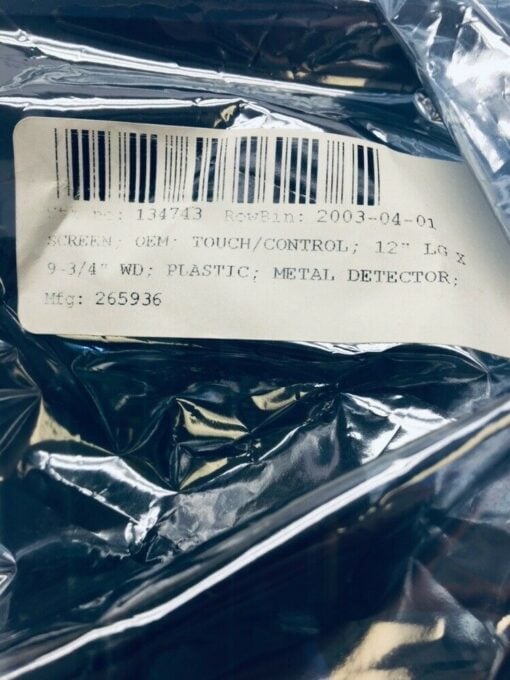 no: 134743 RowBin: 2003-04-01
SCREEN; OEM: TOUCH/CONTROL; 12" LG X
9-3/4" WD; PLASTIC; METAL DETECTOR;
Mfg: 265936